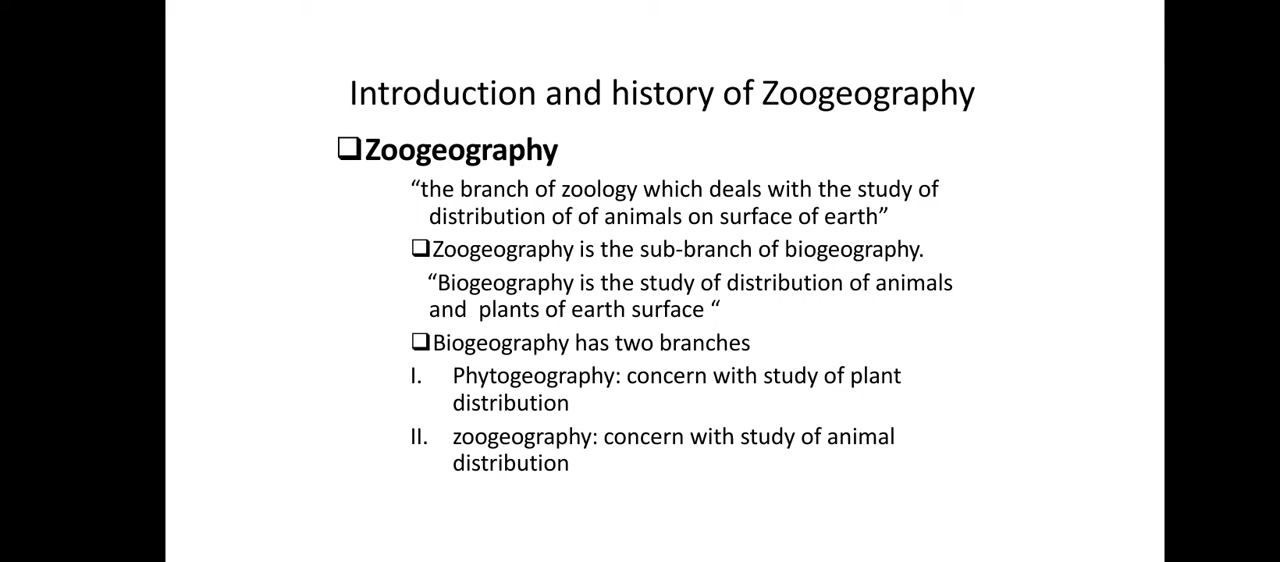 Introduction and history of Zoogeography
❑Zoogeography
“the branch of zoology which deals with the study of
distribution of of animals on surface of earth”
❑Zoogeography is the sub-branch of biogeography.
“Biogeography is the study of distribution of animals
and  plants of earth surface “
❑Biogeography has two branches
I. Phytogeography: concern with study of plant
distribution
II. zoogeography: concern with study of animal
distribution